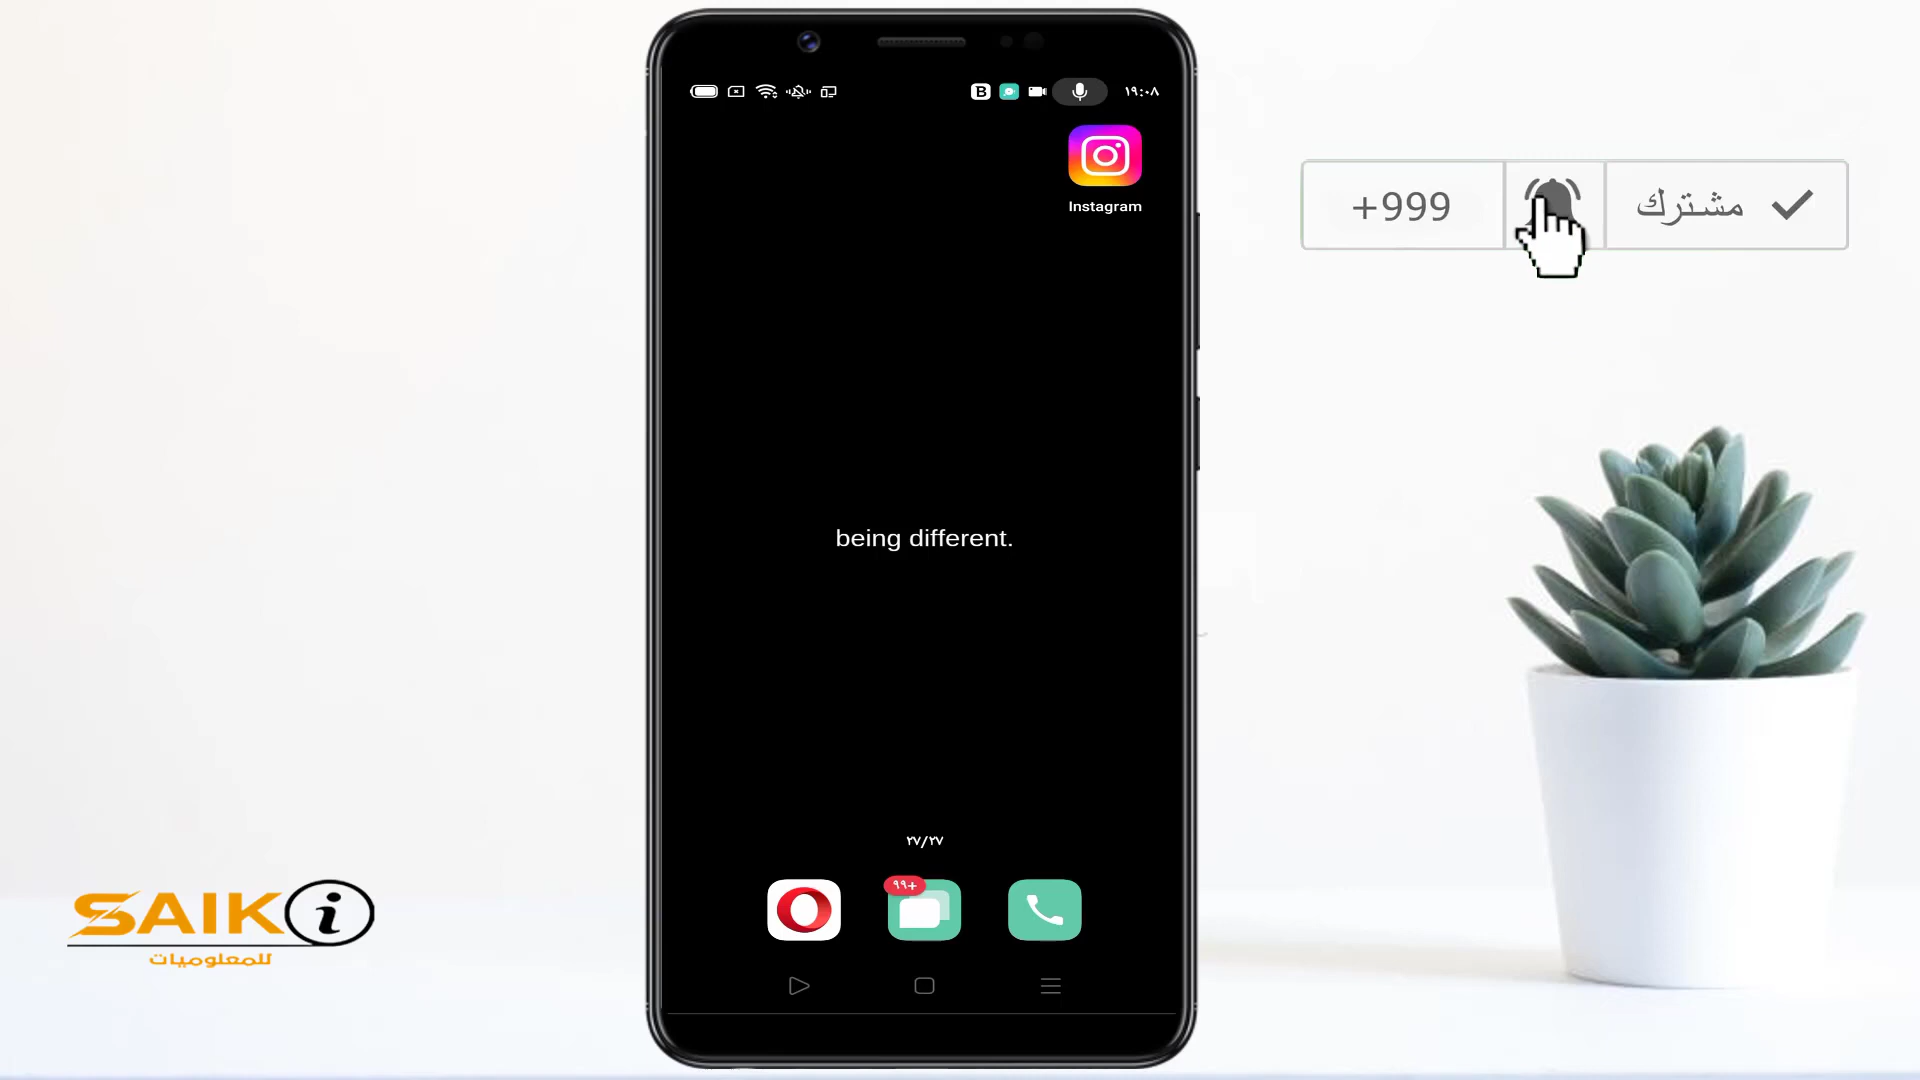 ١٩:٠٨
B
Instagram
مشترك
+999
being different.
٢٧/٢٧
+٩٩
SAIKi
للمعلوميات